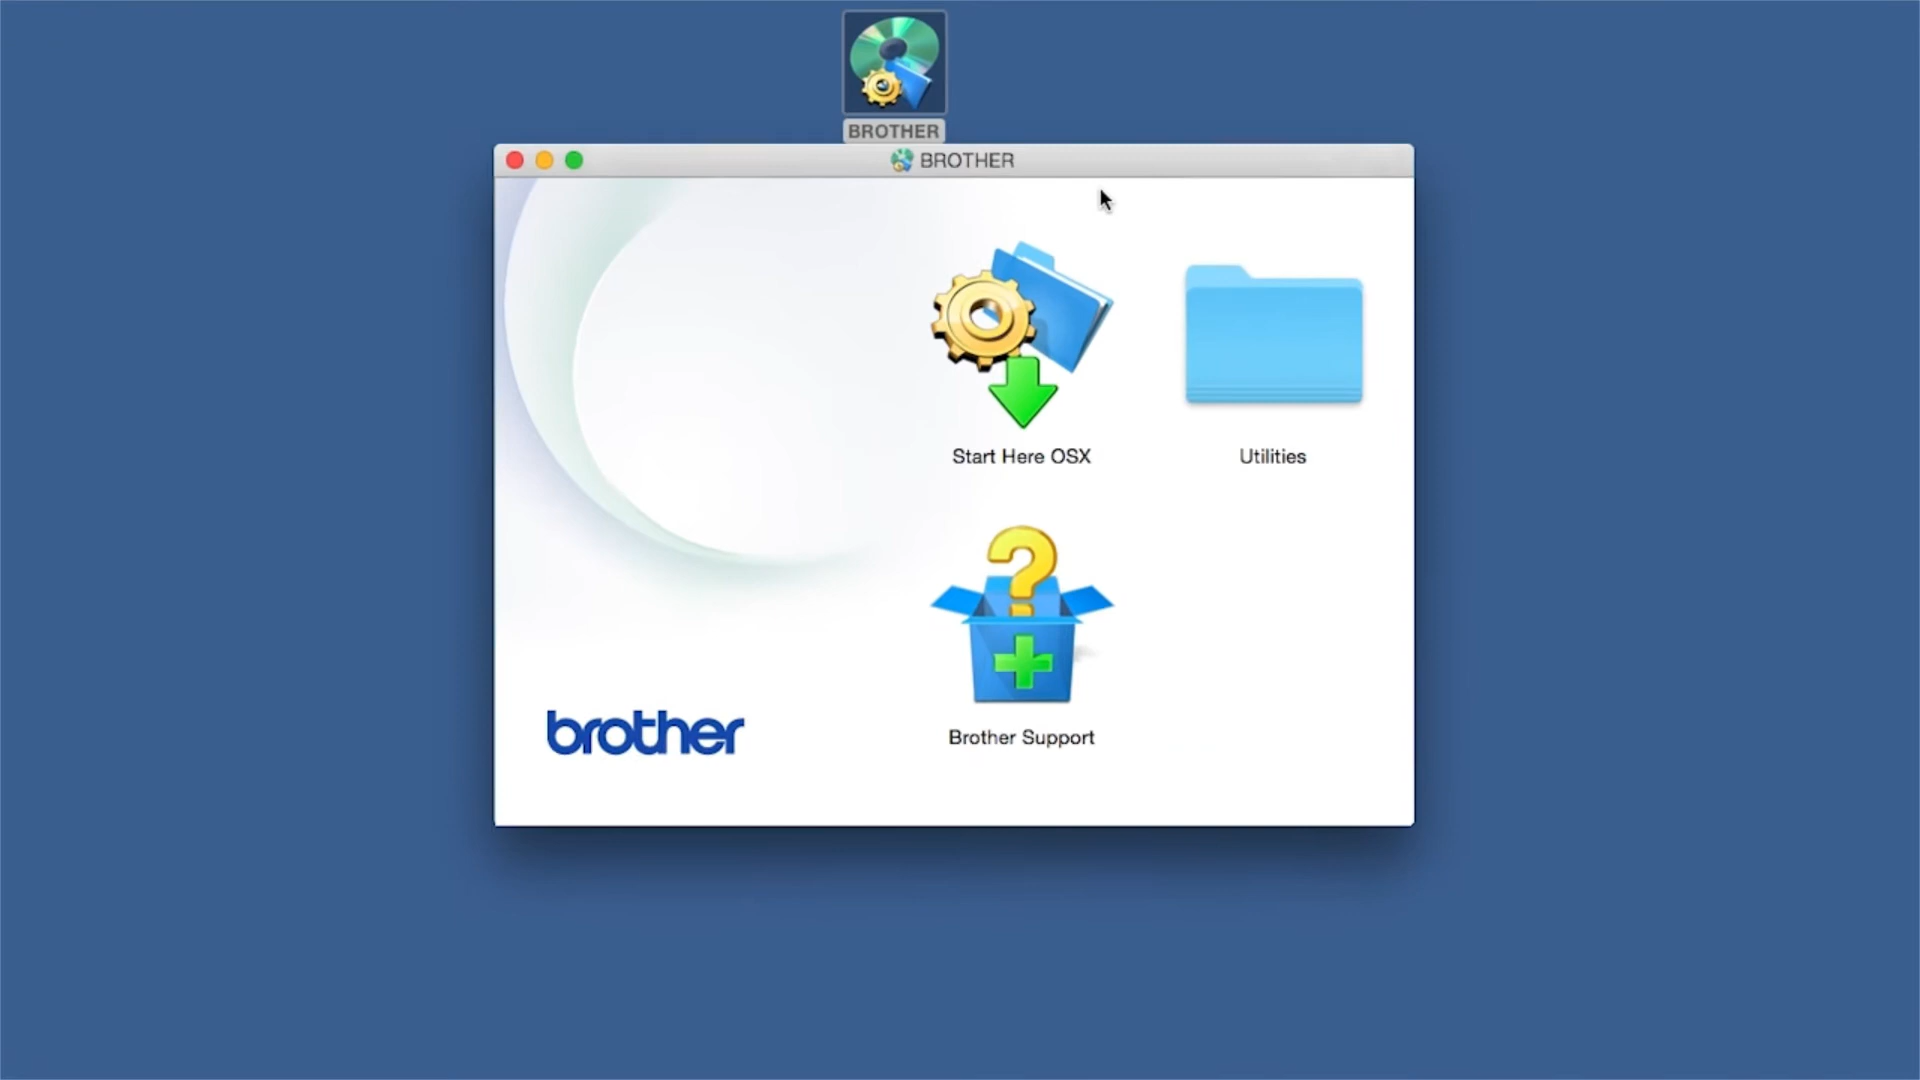 BROTHER
BROTHER
Start Here OSX
Utilities
Brother Support
brother